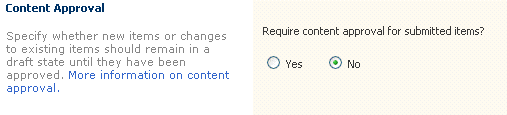 Content Approval
Specify whether new items or changes
to existing items should remain in a
draft state until they have been
approved. More information on content
approval.
Require content approval for submitted items?
Yes No